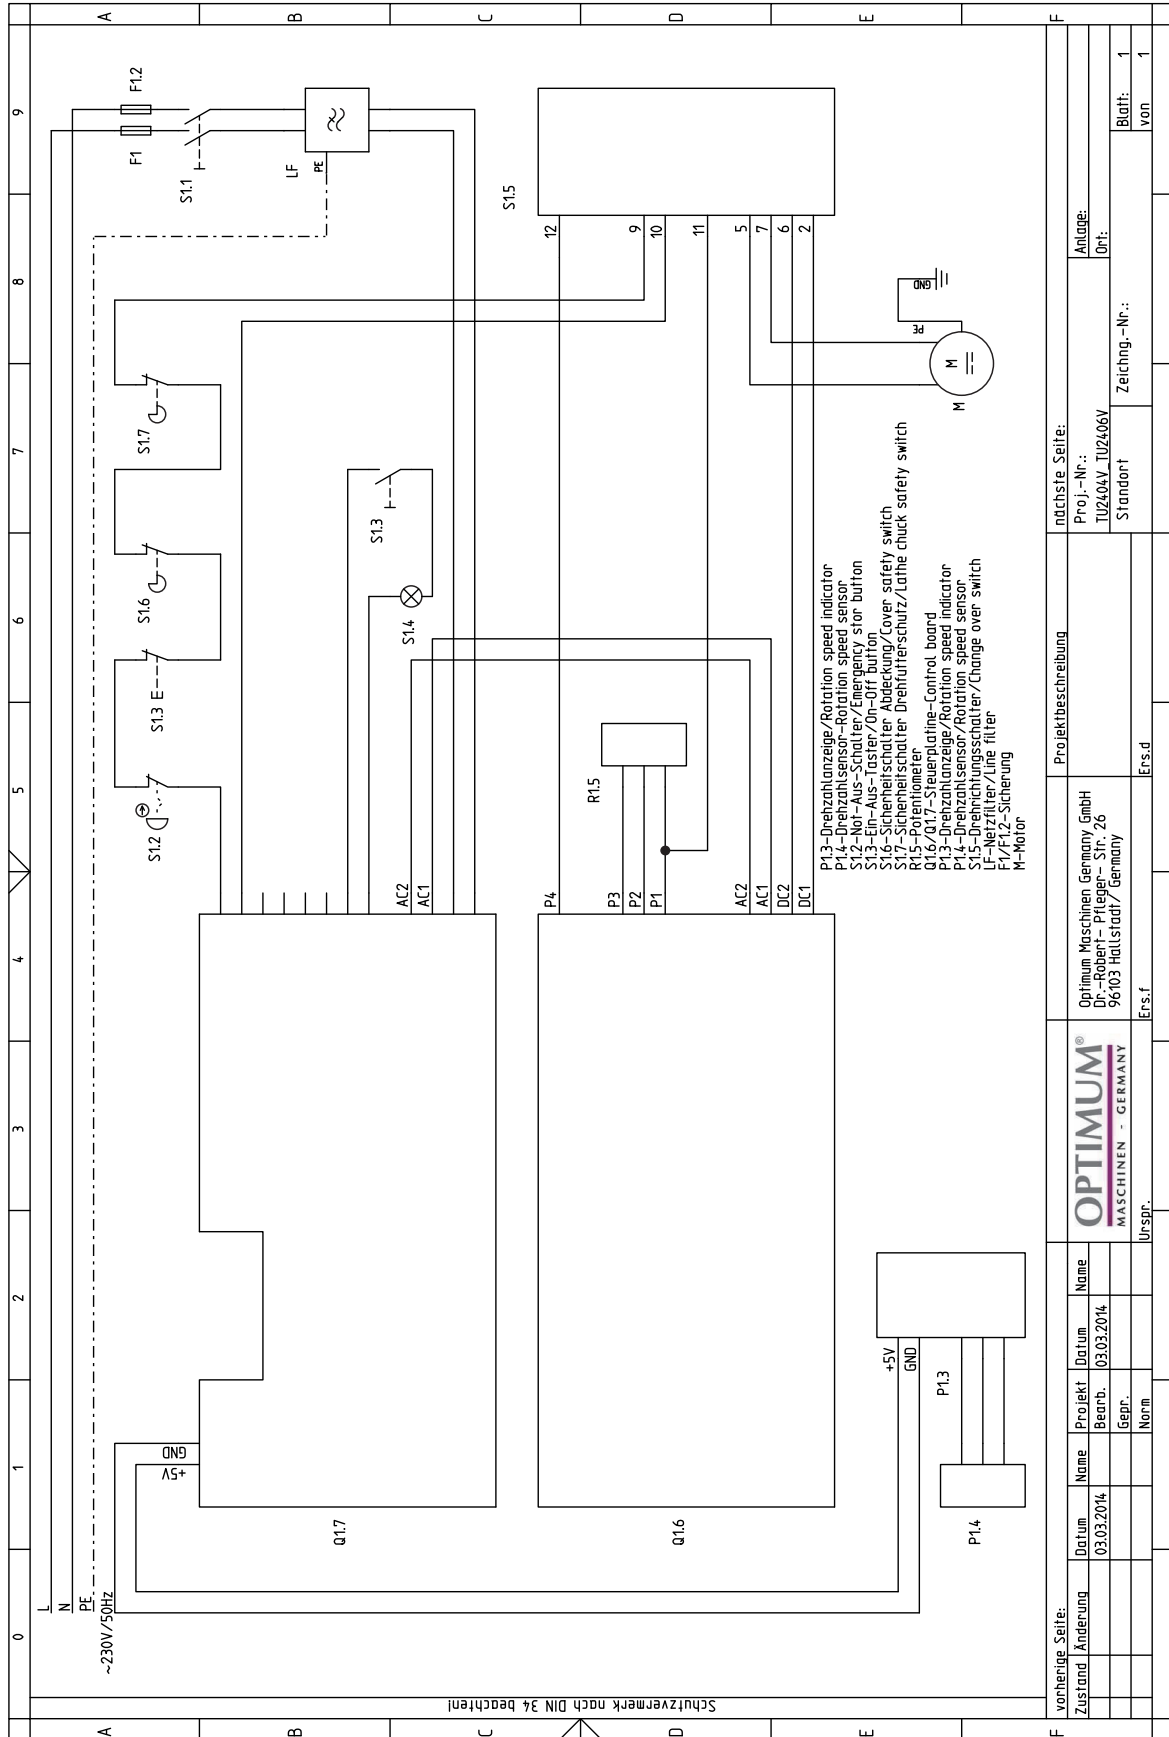 0
1
2
3
4
5
6
7
8
9
A
B
C
D
E
F
A
B
C
D
E
F
Schutzvermerk nach DIN 34 beachten!
L
N
PE
~230V/50Hz
GND
+5V
S1.2
S1.3
S1.6
S1.7
F1
F1.2
S1.1
LF
PE
Q1.7
AC2
AC1
S1.4
S1.3
S1.5
12
9
10
11
5
7
6
2
Q1.6
P4
P3
P2
P1
AC2
AC1
DC2
DC1
R1.5
M
M
PE
GND
+5V
GND
P1.3
P1.4
P1.3-Drehzahlanzeige/Rotation speed indicator
P1.4-Drehzahlsensor-Rotation speed sensor
S1.2-Not-Aus-Schalter/Emergency stor button
S1.3-Ein-Aus-Taster/On-Off button
S1.6-Sicherheitschalter Abdeckung/Cover safety switch
S1.7-Sicherheitschalter Drehfutterschutz/Lathe chuck safety switch
R1.5-Potentiometer
Q1.6/Q1.7-Steuerplatine-Control board
P1.3-Drehzahlanzeige/Rotation speed indicator
P1.4-Drehzahlsensor/Rotation speed sensor
S1.5-Drehrichtungsschalter/Change over switch
LF-Netzfilter/Line filter
F1/F1.2-Sicherung
M-Motor
vorherige Seite:
Zustand Änderung Datum Name Projekt Datum Name
03.03.2014 Bearb. 03.03.2014
Gepr.
Norm
Urspr.
OPTIMUM®
MASCHINEN - GERMANY
Optimum Maschinen Germany GmbH
Dr.-Robert- Pfleger- Str. 26
96103 Hallstadt/ Germany
Ers.f
Ers.d
Projektbeschreibung
nächste Seite:
Proj.-Nr.:
TU2404V_TU2406V
Standort
Zeichng.-Nr.:
Anlage:
Ort:
Blatt: 1
von 1